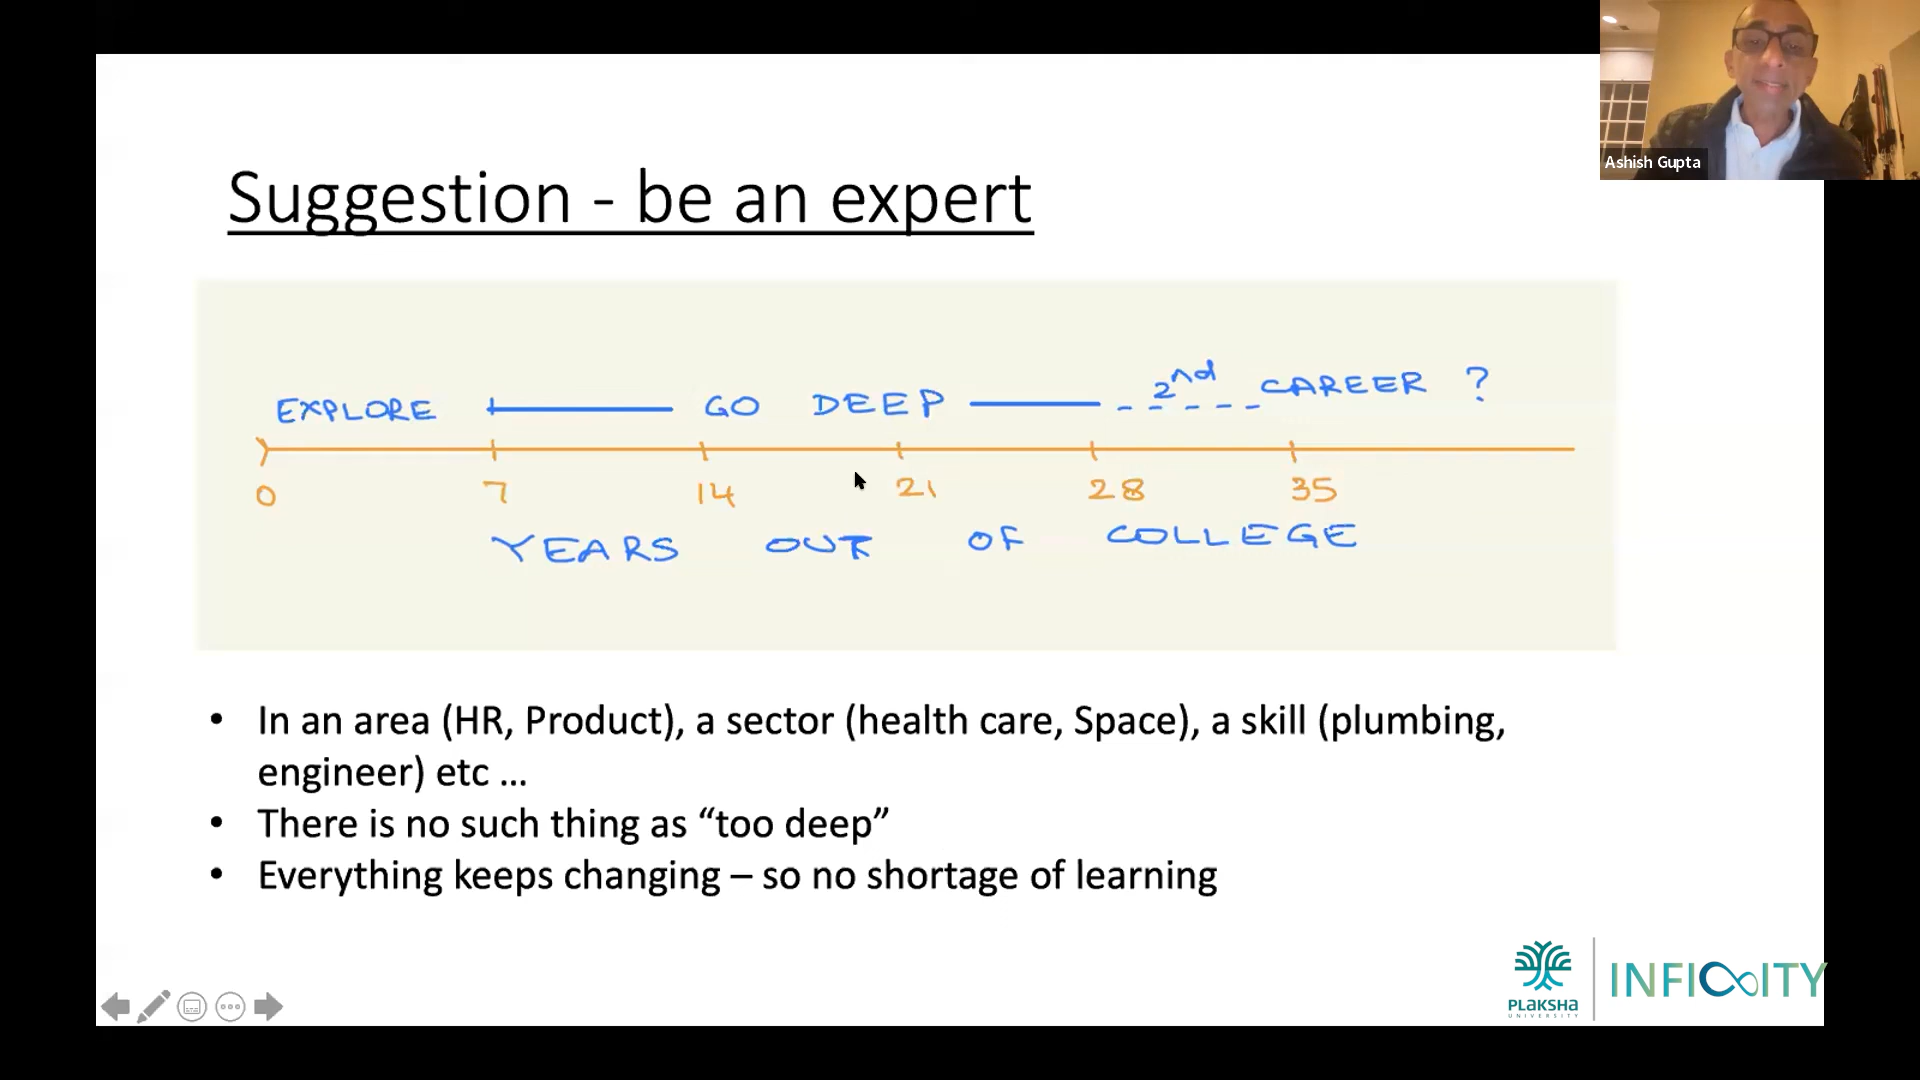 Ashish Gupta
Suggestion - be an expert
EXPLORE GO DEEP 2nd CAREER ?
0 7 14 21 28 35
YEARS OUT OF COLLEGE
• In an area (HR, Product), a sector (health care, Space), a skill (plumbing,
engineer) etc …
• There is no such thing as “too deep”
• Everything keeps changing – so no shortage of learning
PLAKSHA
UNIVERSITY
INFINITY